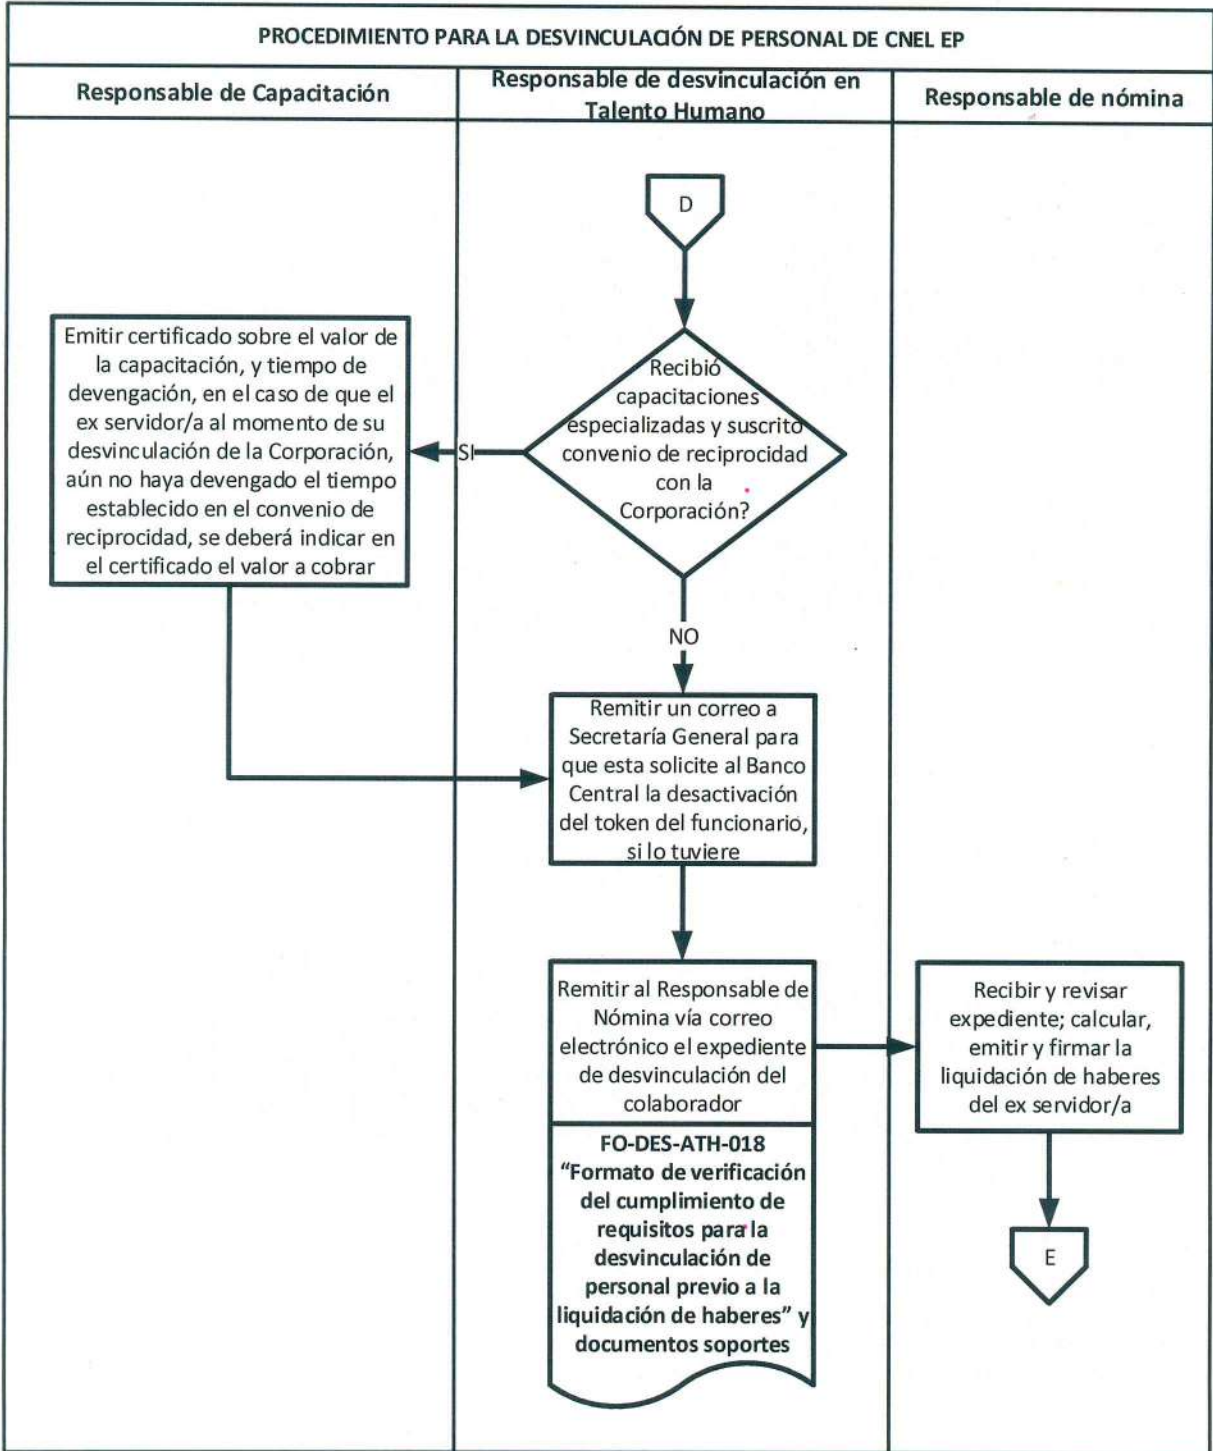 PROCEDIMIENTO PARA LA DESVINCULACIÓN DE PERSONAL DE CNEL EP
Responsable de Capacitación
Responsable de desvinculación en
Talento Humano
Responsable de nómina
D
Recibió
capacitaciones
especializadas y suscrito
convenio de reciprocidad
con la
Corporación?
SI
Emitir certificado sobre el valor de
la capacitación, y tiempo de
devengación, en el caso de que el
ex servidor/a al momento de su
desvinculación de la Corporación,
aún no haya devengado el tiempo
establecido en el convenio de
reciprocidad, se deberá indicar en
el certificado el valor a cobrar
NO
Remitir un correo a
Secretaría General para
que esta solicite al Banco
Central la desactivación
del token del funcionario,
si lo tuviere
Remitir al Responsable de
Nómina vía correo
electrónico el expediente
de desvinculación del
colaborador
FO-DES-ATH-018
“Formato de verificación
del cumplimiento de
requisitos para la
desvinculación de
personal previo a la
liquidación de haberes” y
documentos soportes
Recibir y revisar
expediente; calcular,
emitir y firmar la
liquidación de haberes
del ex servidor/a
E